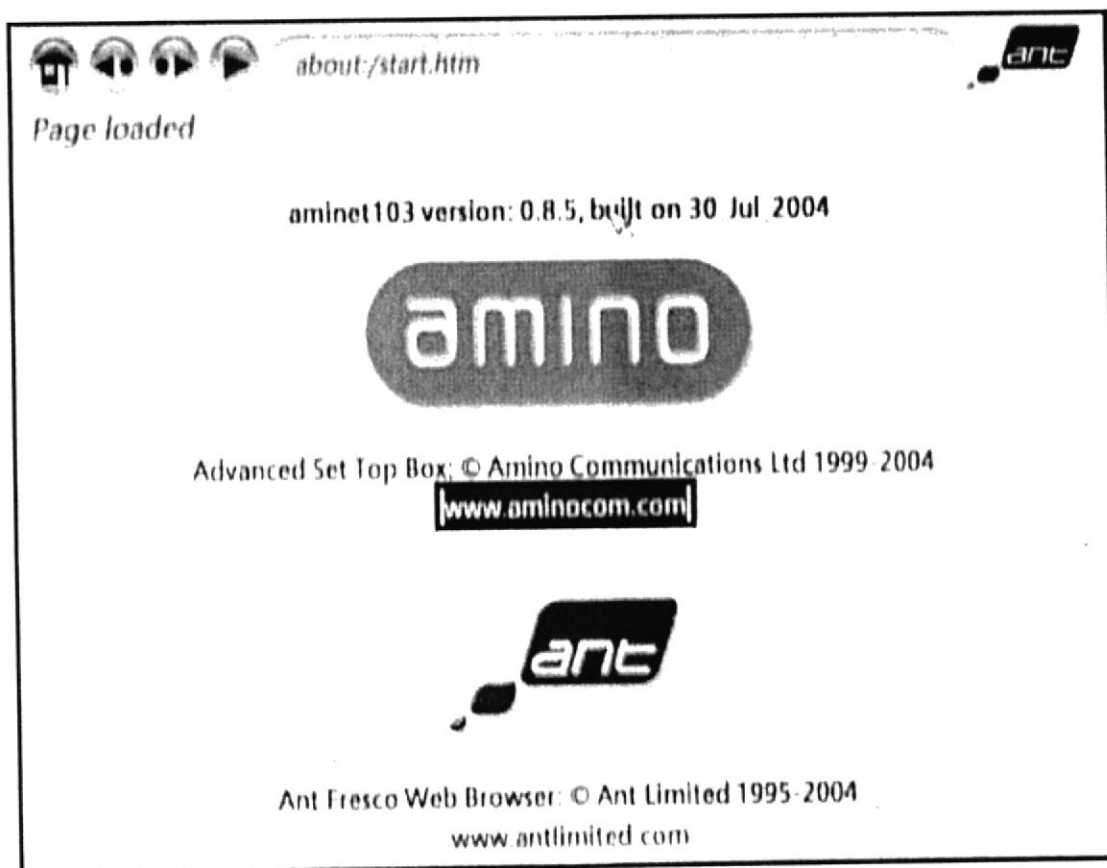 about:/start.htm
ant
Page loaded
aminet103 version: 0.8.5, built on 30 Jul 2004
amino
Advanced Set Top Box; © Amino Communications Ltd 1999-2004
www.aminocom.com
ant
Ant Fresco Web Browser: © Ant Limited 1995-2004
www.antlimited.com